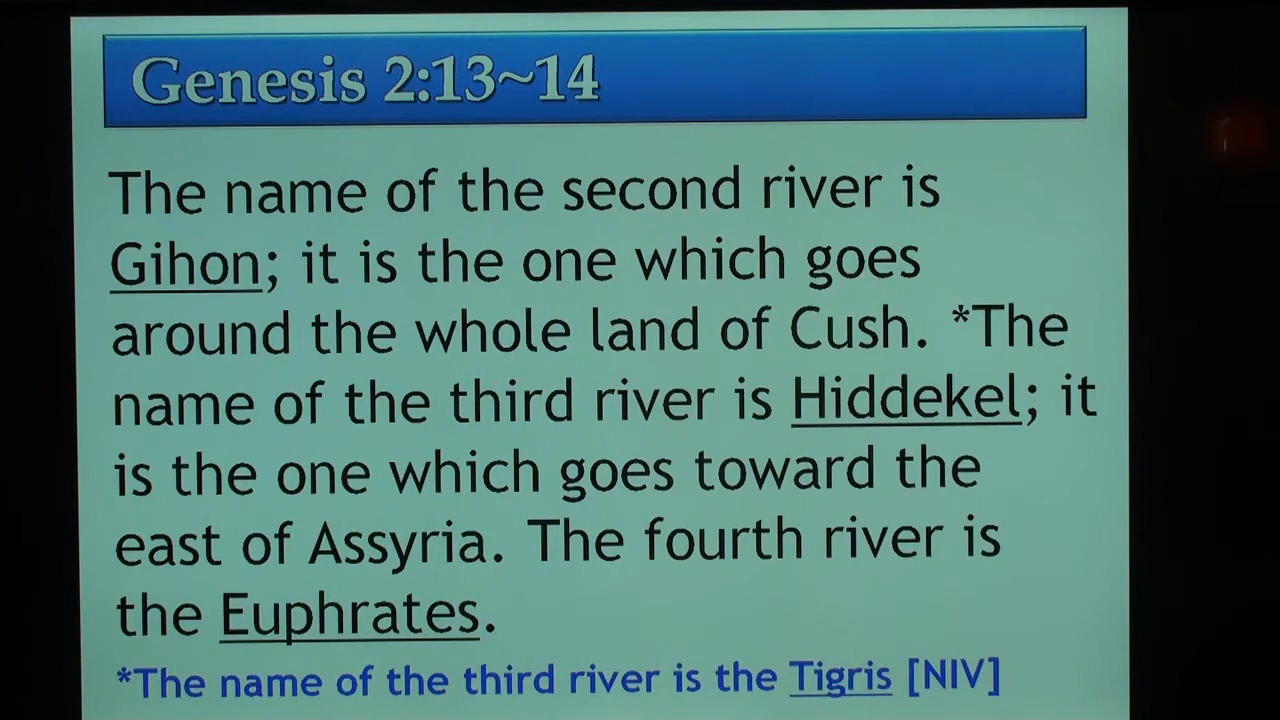 Genesis 2:13~14
The name of the second river is
Gihon; it is the one which goes
around the whole land of Cush. *The
name of the third river is Hiddekel; it
is the one which goes toward the
east of Assyria. The fourth river is
the Euphrates.
*The name of the third river is the Tigris [NIV]